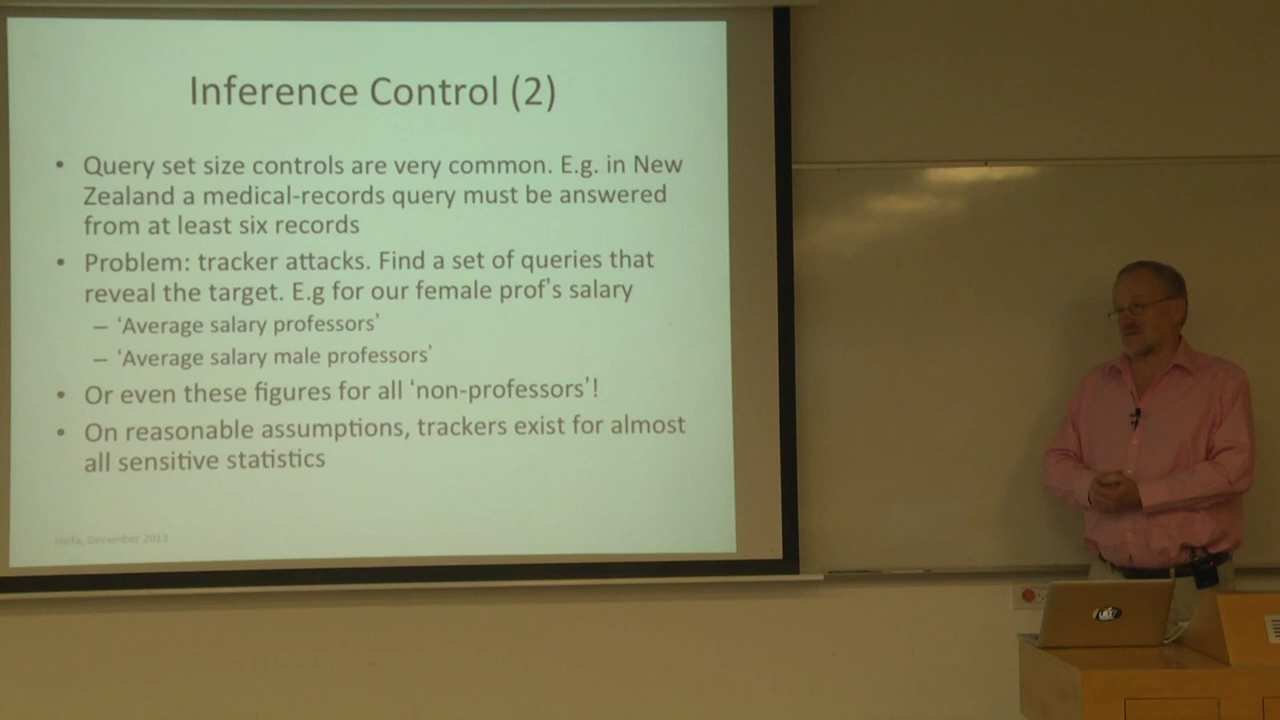 Inference Control (2)
• Query set size controls are very common. E.g. in New
Zealand a medical-records query must be answered
from at least six records
• Problem: tracker attacks. Find a set of queries that
reveal the target. E.g for our female prof's salary
– 'Average salary professors'
– 'Average salary male professors'
• Or even these figures for all 'non-professors'!
• On reasonable assumptions, trackers exist for almost
all sensitive statistics
Haifa, December 2013